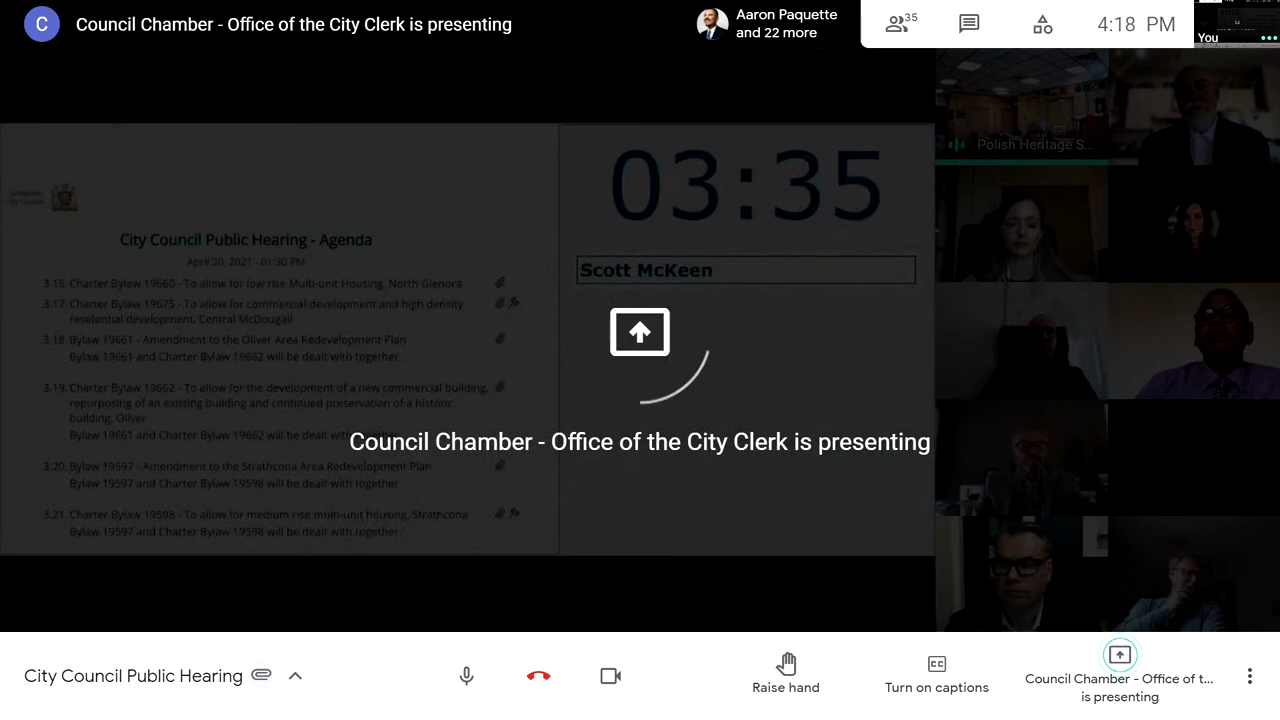 C
Council Chamber - Office of the City Clerk is presenting
Aaron Paquette
and 22 more
35
4:18 PM
You
Polish Heritage S...
03:35
Scott McKeen
City Council Public Hearing - Agenda
April 20, 2021 - 01:30 PM
3.16. Charter Bylaw 19660 - To allow for low rise Multi-unit Housing, North Glenora
3.17. Charter Bylaw 19675 - To allow for commercial development and high density
residential development, Central McDougall
3.18. Bylaw 19661 - Amendment to the Oliver Area Redevelopment Plan
Bylaw 19661 and Charter Bylaw 19662 will be dealt with together.
3.19. Charter Bylaw 19662 - To allow for the development of a new commercial building,
repurposing of an existing building and continued preservation of a historic
building, Oliver
Bylaw 19661 and Charter Bylaw 19662 will be dealt with together.
3.20. Bylaw 19597 - Amendment to the Strathcona Area Redevelopment Plan
Bylaw 19597 and Charter Bylaw 19598 will be dealt with together.
3.21. Charter Bylaw 19598 - To allow for medium rise multi-unit housing, Strathcona
Bylaw 19597 and Charter Bylaw 19598 will be dealt with together.
Council Chamber - Office of the City Clerk is presenting
City Council Public Hearing
Raise hand
CC
Turn on captions
Council Chamber - Office of t...
is presenting